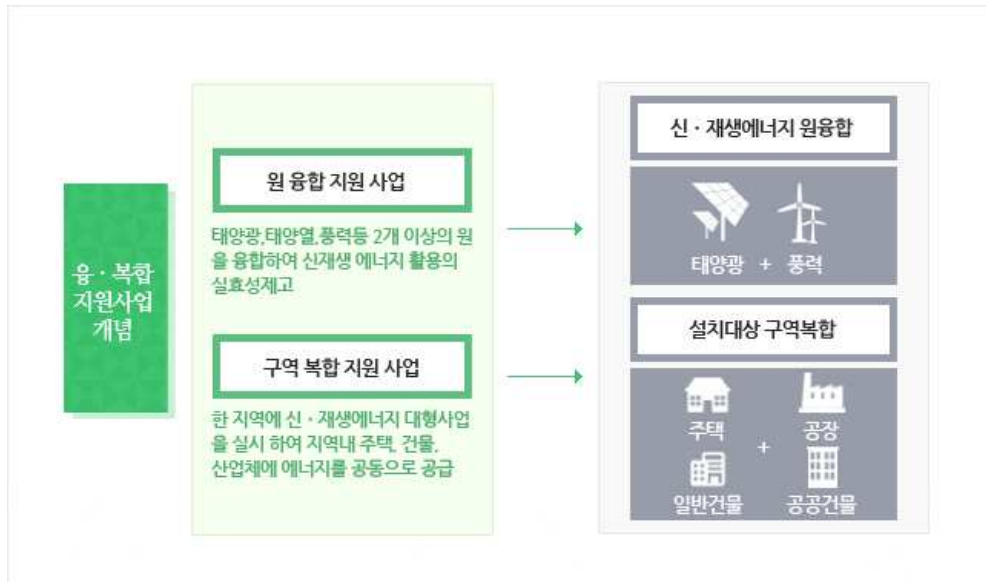 융 · 복합
지원사업
개념
원 융합 지원 사업
태양광,태양열,풍력등 2개 이상의 원
을 융합하여 신재생 에너지 활용의
실효성제고
구역 복합 지원 사업
한 지역에 신 · 재생에너지 대형사업
을 실시 하여 지역내 주택, 건물,
산업체에 에너지를 공동으로 공급
신 · 재생에너지 원융합
태양광 + 풍력
설치대상 구역복합
주택 공장
+
일반건물 공공건물